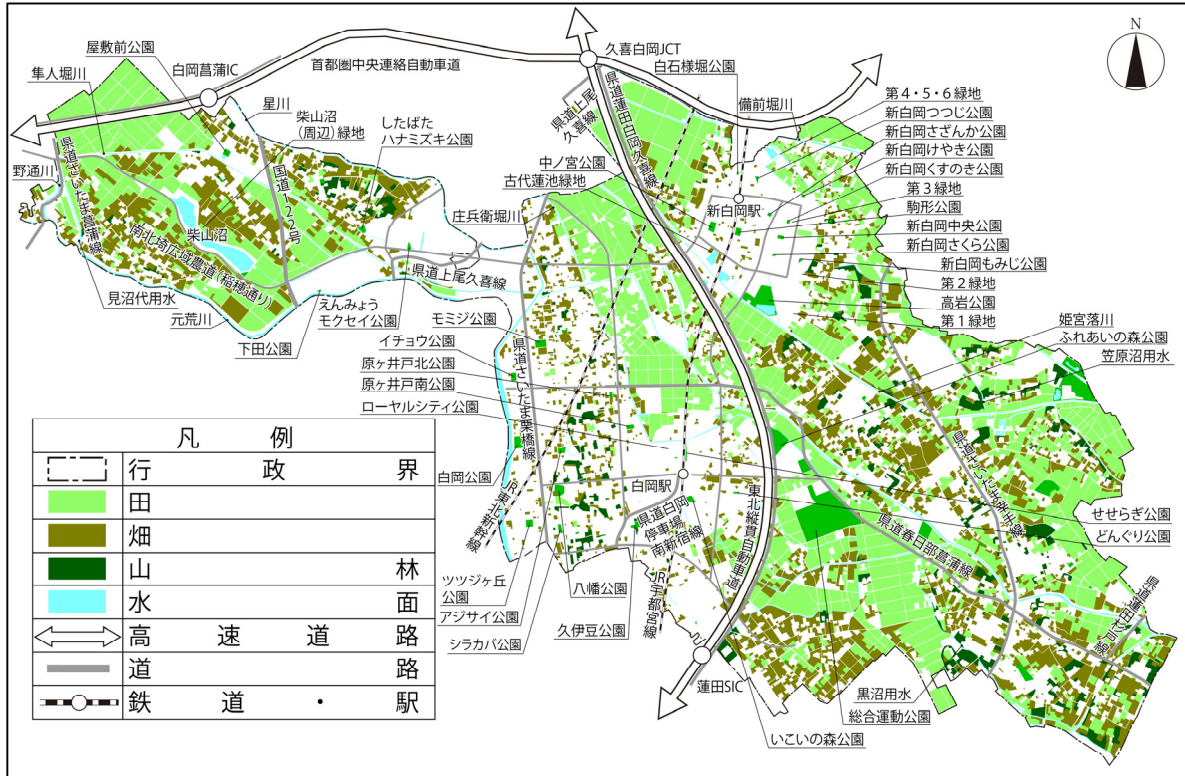 屋敷前公園
隼人堀川
白岡菖蒲IC
首都圏中央連絡自動車道
久喜白岡JCT
白石様堀公園
備前堀川
N
星川
柴山沼
(周辺)緑地
したばた
ハナミズキ公園
県道上尾
久喜線
県道蓮田白岡久喜線
第4・5・6緑地
新白岡つつじ公園
新白岡さざんか公園
新白岡けやき公園
新白岡くすのき公園
第3緑地
駒形公園
新白岡中央公園
新白岡さくら公園
新白岡もみじ公園
第2緑地
高岩公園
第1緑地
中ノ宮公園
古代蓮池緑地
新白岡駅
野通川
県道さいたま菖蒲線
国道122号
柴山沼
南北埼広域農道(稲穂通り)
庄兵衛堀川
県道上尾久喜線
見沼代用水
元荒川
下田公園
えんみょう
モクセイ公園
モミジ公園
イチョウ公園
原ヶ井戸北公園
原ヶ井戸南公園
ローヤルシティ公園
県道さいたま栗橋線
姫宮落川
ふれあいの森公園
笠原沼用水
県道さいたま幸手線
白岡公園
JR東北新幹線
白岡駅
県道白岡
停車場
南新宿線
東北縦貫自動車道
県道春日部菖蒲線
せせらぎ公園
どんぐり公園
県道蓮田杉戸線
ツツジヶ丘
公園
アジサイ公園
シラカバ公園
八幡公園
久伊豆公園
JR宇都宮線
蓮田SIC
黒沼用水
総合運動公園
いこいの森公園
凡例
行政界
田
畑
山林
水面
高速道路
道路
鉄道・駅